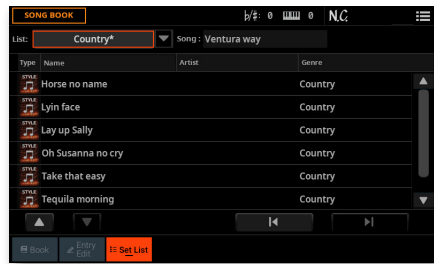 SONG BOOK ♭/♯: 0 0 N.C.
List: Country* Song: Ventura way
Type Name Artist Genre
STYLE Horse no name Country
STYLE Lyin face Country
STYLE Lay up Sally Country
STYLE Oh Susanna no cry Country
STYLE Take that easy Country
STYLE Tequila morning Country
Book Entry Edit Set List